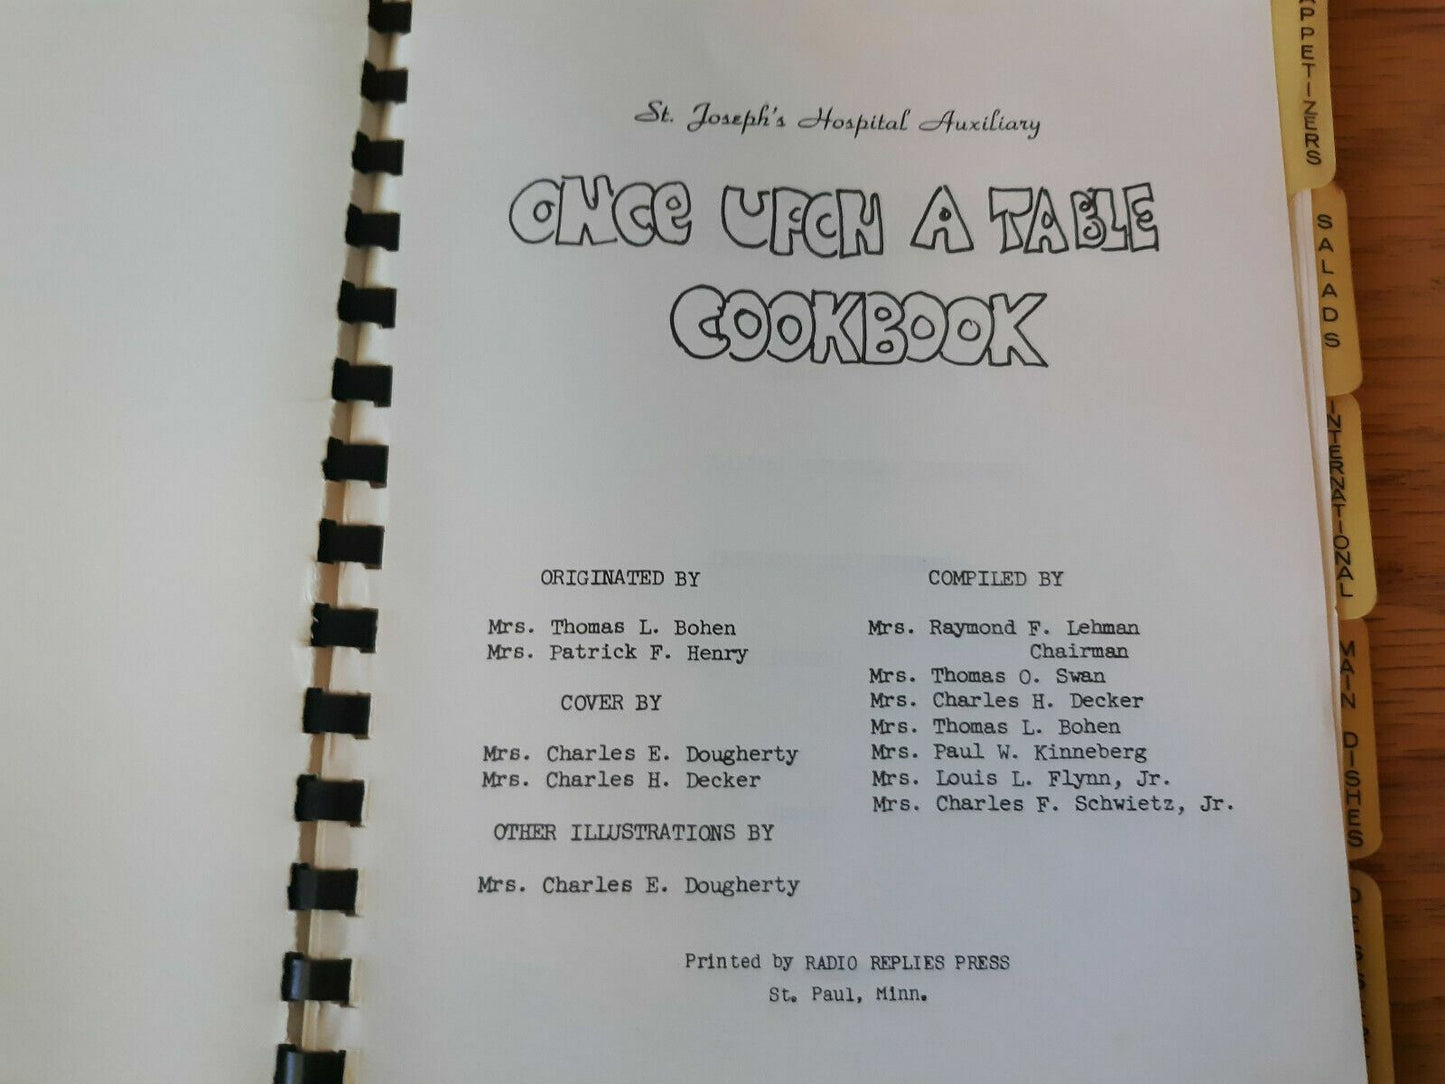 St. Joseph's Hospital Auxiliary
ONCE UPON A TABLE
COOKBOOK
ORIGINATED BY
Mrs. Thomas L. Bohen
Mrs. Patrick F. Henry
COVER BY
Mrs. Charles E. Dougherty
Mrs. Charles H. Decker
OTHER ILLUSTRATIONS BY
Mrs. Charles E. Dougherty
COMPILED BY
Mrs. Raymond F. Lehman
Chairman
Mrs. Thomas O. Swan
Mrs. Charles H. Decker
Mrs. Thomas L. Bohen
Mrs. Paul W. Kinneberg
Mrs. Louis L. Flynn, Jr.
Mrs. Charles F. Schwietz, Jr.
Printed by RADIO REPLIES PRESS
St. Paul, Minn.
APPETIZERS
SALADS
INTERNATIONAL
MAIN DISHES